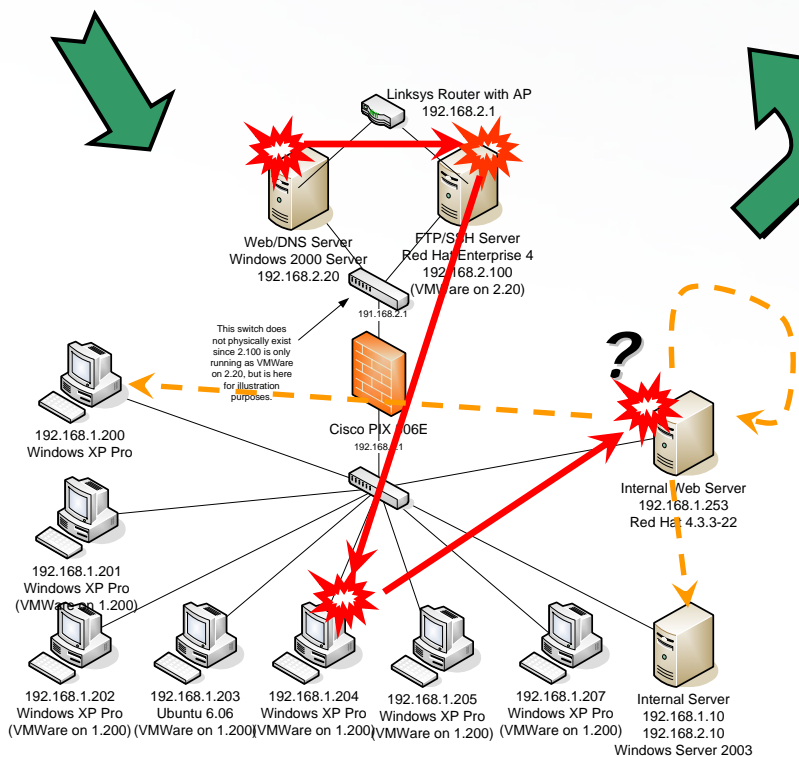 Linksys Router with AP
192.168.2.1
Web/DNS Server
Windows 2000 Server
192.168.2.20
FTP/SSH Server
Red Hat Enterprise 4
192.168.2.100
(VMWare on 2.20)
191.168.2.1
This switch does
not physically exist
since 2.100 is only
running as VMWare
on 2.20, but is here
for illustration
purposes.
?
Cisco PIX 506E
192.168.1.1
192.168.1.200
Windows XP Pro
Internal Web Server
192.168.1.253
Red Hat 4.3.3-22
192.168.1.201
Windows XP Pro
(VMWare on 1.200)
192.168.1.202
Windows XP Pro
(VMWare on 1.200)
192.168.1.203
Ubuntu 6.06
(VMWare on 1.200)
192.168.1.204
Windows XP Pro
(VMWare on 1.200)
192.168.1.205
Windows XP Pro
(VMWare on 1.200)
192.168.1.207
Windows XP Pro
(VMWare on 1.200)
Internal Server
192.168.1.10
192.168.2.10
Windows Server 2003